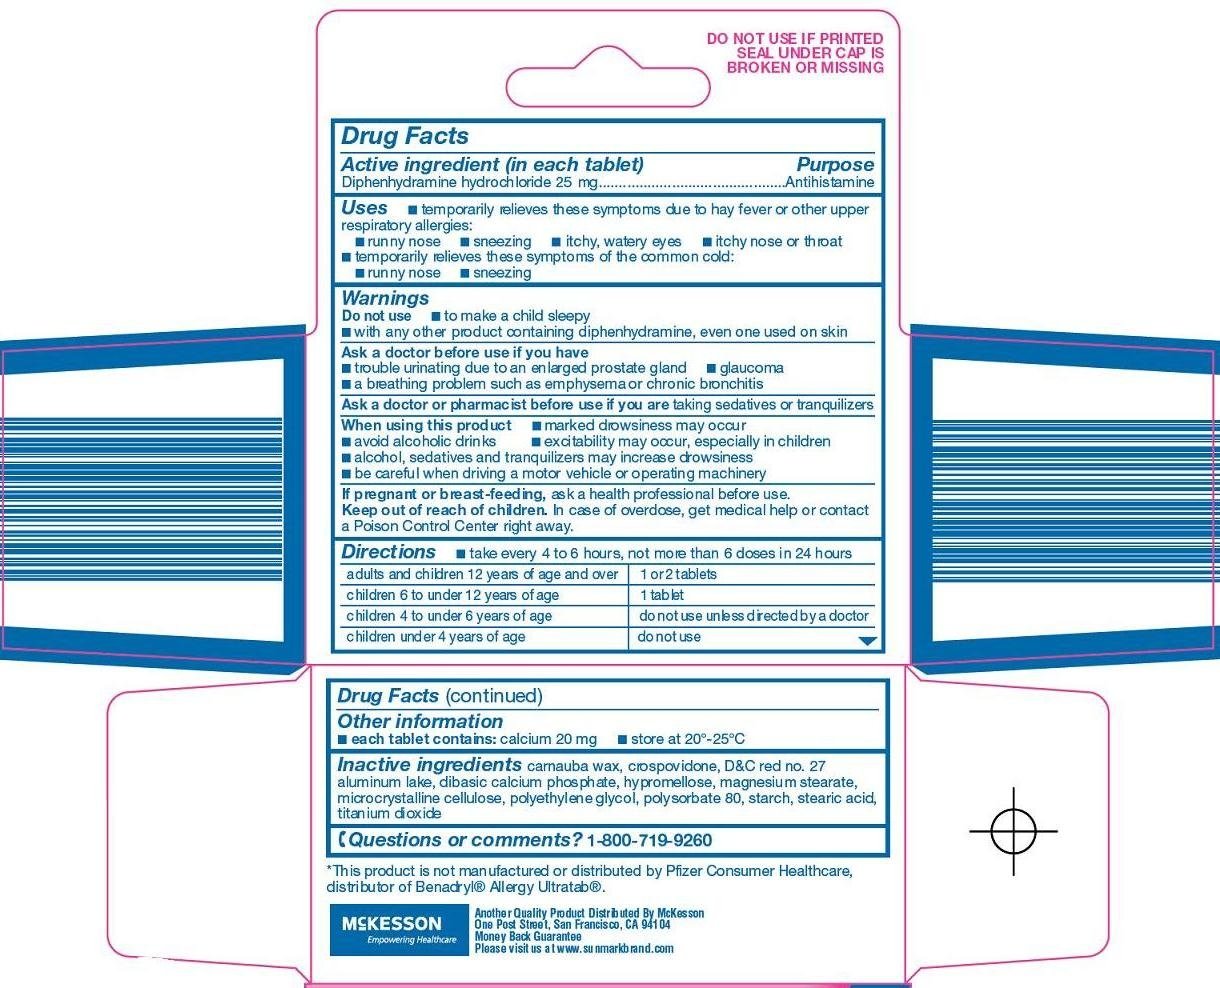 DO NOT USE IF PRINTED
SEAL UNDER CAP IS
BROKEN OR MISSING
Drug Facts
Active ingredient (in each tablet) Purpose
Diphenhydramine hydrochloride 25 mg..............................................Antihistamine
Uses ■ temporarily relieves these symptoms due to hay fever or other upper
respiratory allergies:
■ runny nose ■ sneezing ■ itchy, watery eyes ■ itchy nose or throat
■ temporarily relieves these symptoms of the common cold:
■ runny nose ■ sneezing
Warnings
Do not use ■ to make a child sleepy
■ with any other product containing diphenhydramine, even one used on skin
Ask a doctor before use if you have
■ trouble urinating due to an enlarged prostate gland ■ glaucoma
■ a breathing problem such as emphysema or chronic bronchitis
Ask a doctor or pharmacist before use if you are taking sedatives or tranquilizers
When using this product ■ marked drowsiness may occur
■ avoid alcoholic drinks ■ excitability may occur, especially in children
■ alcohol, sedatives and tranquilizers may increase drowsiness
■ be careful when driving a motor vehicle or operating machinery
If pregnant or breast-feeding, ask a health professional before use.
Keep out of reach of children. In case of overdose, get medical help or contact
a Poison Control Center right away.
Directions ■ take every 4 to 6 hours, not more than 6 doses in 24 hours
adults and children 12 years of age and over 1 or 2 tablets
children 6 to under 12 years of age 1 tablet
children 4 to under 6 years of age do not use unless directed by a doctor
children under 4 years of age do not use
Drug Facts (continued)
Other information
■ each tablet contains: calcium 20 mg ■ store at 20°-25°C
Inactive ingredients carnauba wax, crospovidone, D&C red no. 27
aluminum lake, dibasic calcium phosphate, hypromellose, magnesium stearate,
microcrystalline cellulose, polyethylene glycol, polysorbate 80, starch, stearic acid,
titanium dioxide
Questions or comments? 1-800-719-9260
*This product is not manufactured or distributed by Pfizer Consumer Healthcare,
distributor of Benadryl® Allergy Ultratab®.
McKESSON
Empowering Healthcare
Another Quality Product Distributed By McKesson
One Post Street, San Francisco, CA 94104
Money Back Guarantee
Please visit us at www.sunmarkbrand.com